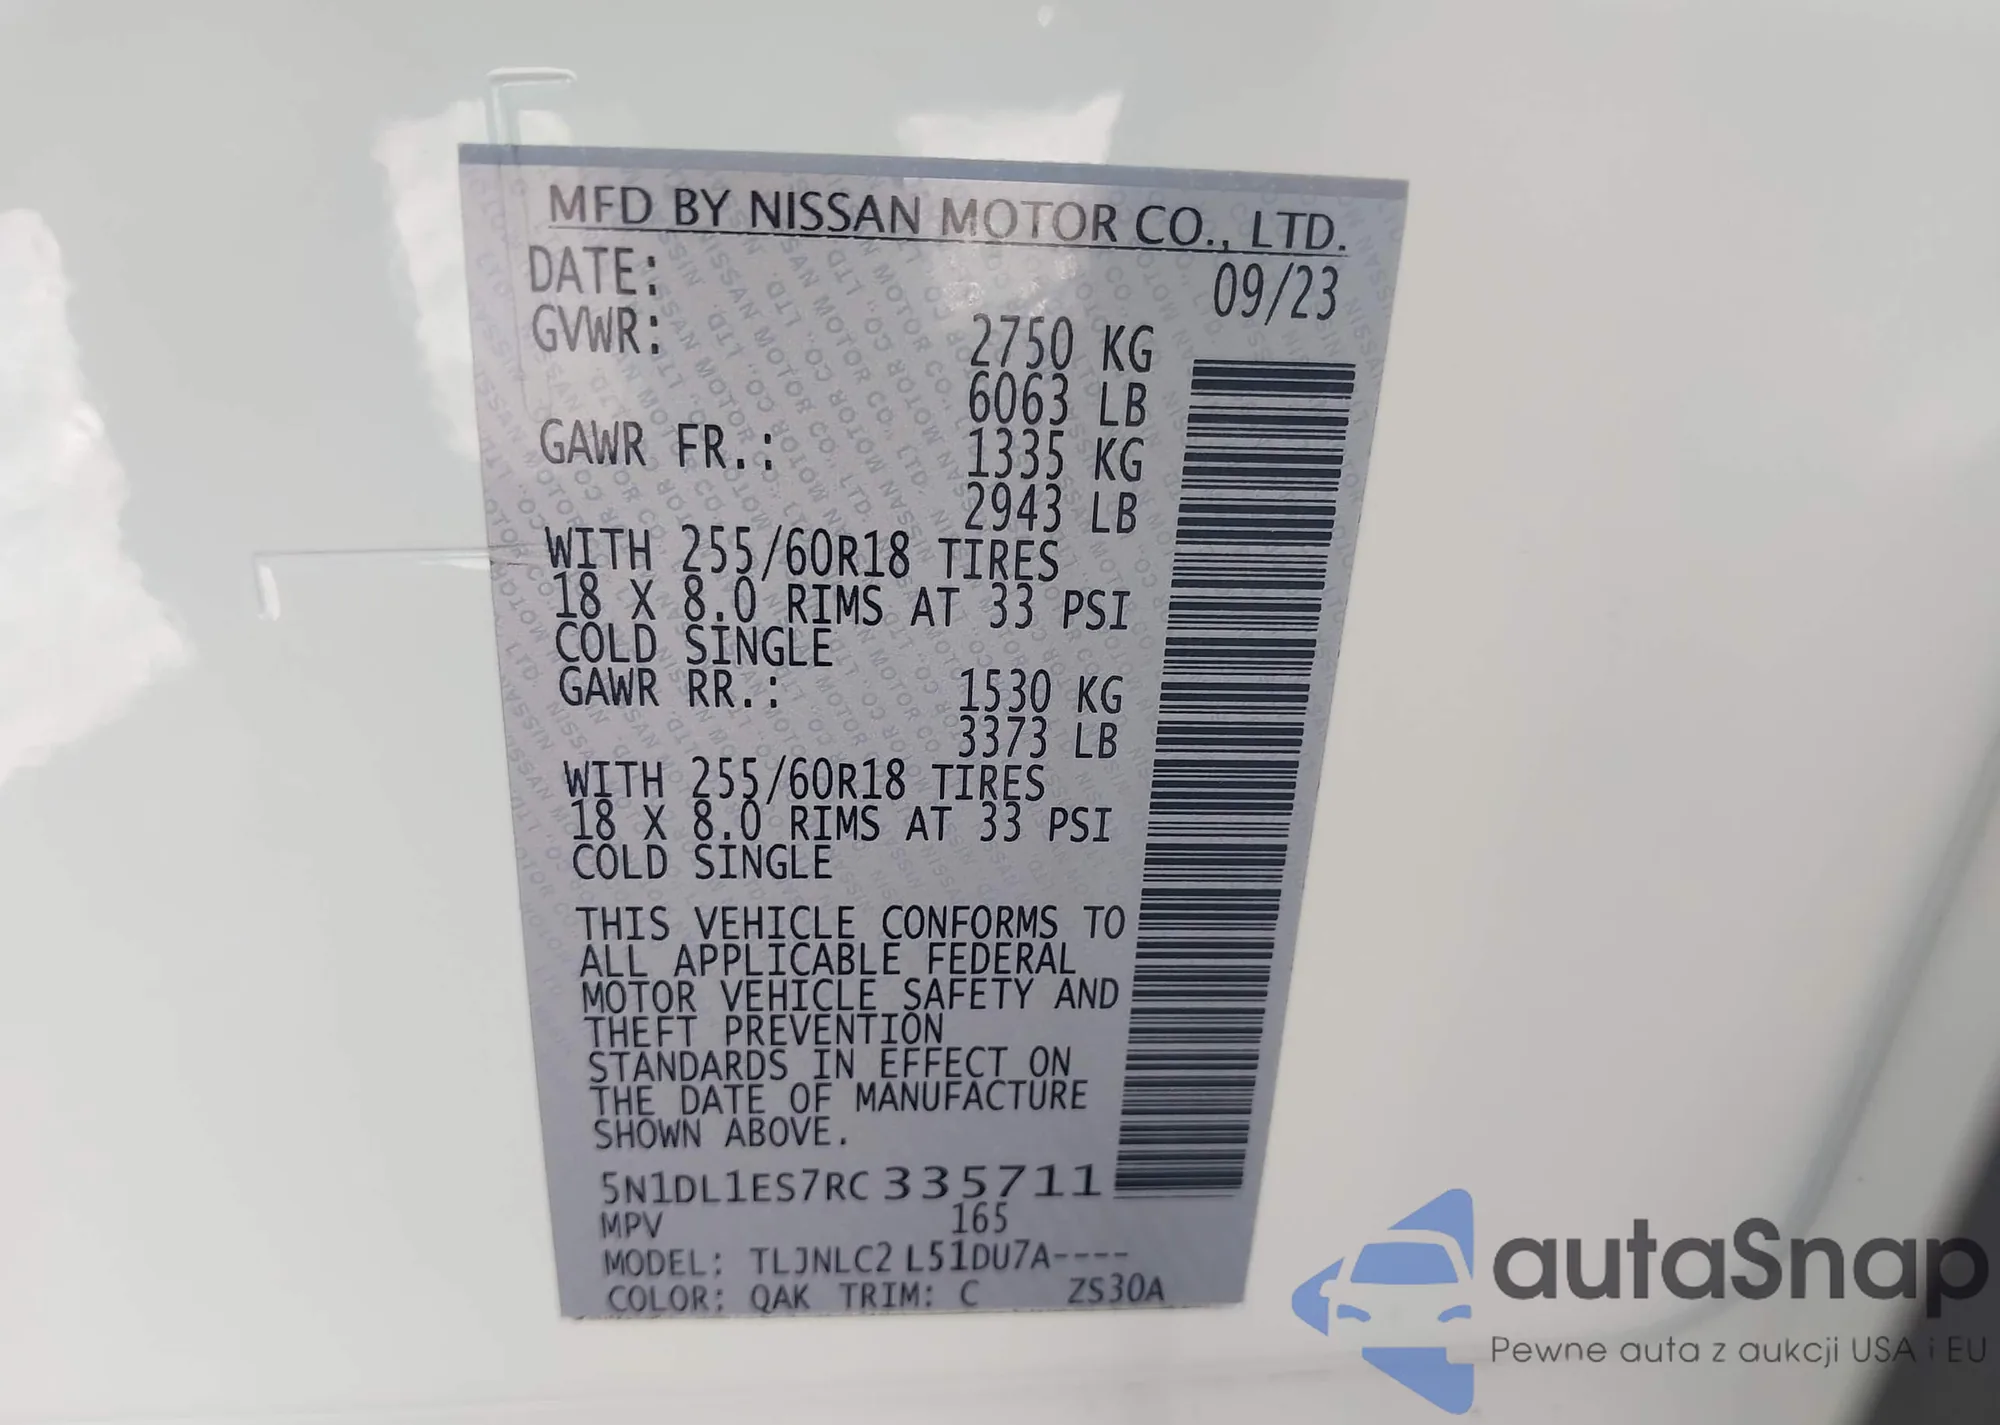 MFD BY NISSAN MOTOR CO., LTD.
DATE: 09/23
GVWR: 2750 KG
6063 LB
GAWR FR.: 1335 KG
2943 LB
WITH 255/60R18 TIRES
18 X 8.0 RIMS AT 33 PSI
COLD SINGLE
GAWR RR.: 1530 KG
3373 LB
WITH 255/60R18 TIRES
18 X 8.0 RIMS AT 33 PSI
COLD SINGLE
THIS VEHICLE CONFORMS TO
ALL APPLICABLE FEDERAL
MOTOR VEHICLE SAFETY AND
THEFT PREVENTION
STANDARDS IN EFFECT ON
THE DATE OF MANUFACTURE
SHOWN ABOVE.
5N1DL1ES7RC335711
MPV 165
MODEL: TLJNLC2 L51DU7A----
COLOR: QAK TRIM: C ZS30A
autoSnap
Pewne auta z aukcji USA i EU